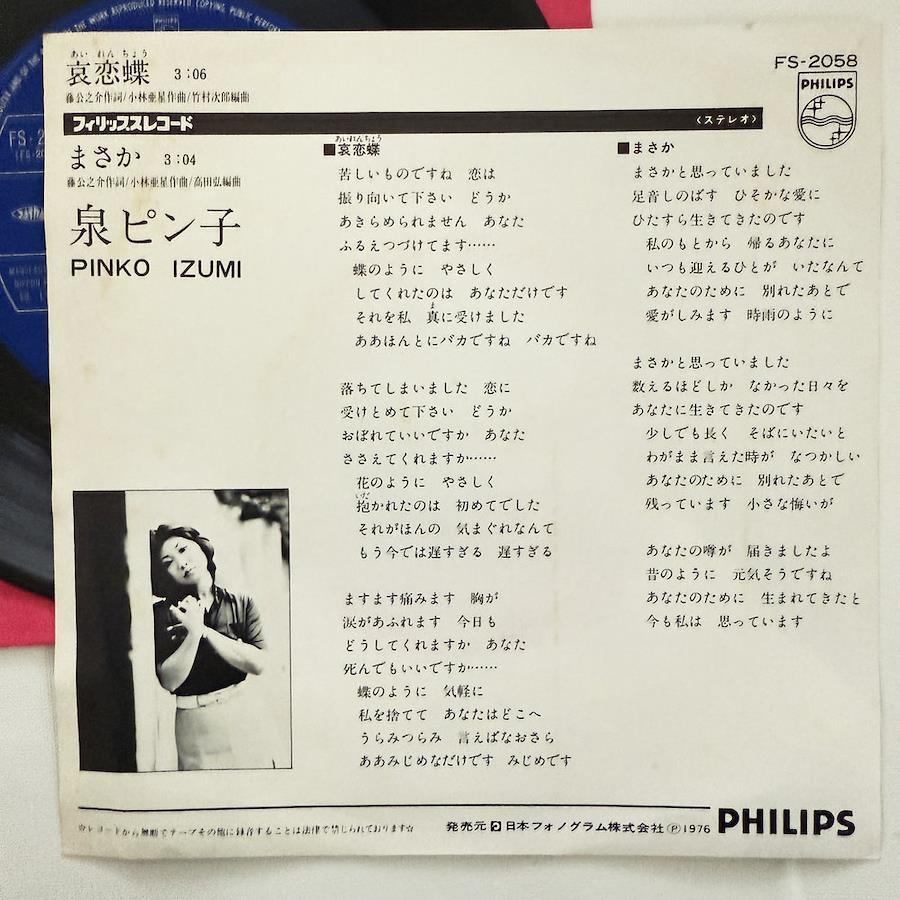 あいれんちょう
哀恋蝶 3:06
藤公之介作詞/小林亜星作曲/竹村次郎編曲
フィリップスレコード
〈ステレオ〉
まさか 3:04
藤公之介作詞/小林亜星作曲/高田弘編曲
泉ピン子
PINKO IZUMI
FS-2058
PHILIPS
あいれんちょう
■哀恋蝶
苦しいものですね 恋は
振り向いて下さい どうか
あきらめられません あなた
ふるえつづけてます……
蝶のように やさしく
してくれたのは あなただけです
ま
それを私 真に受けました
ああほんとにバカですね バカですね
落ちてしまいました 恋に
受けとめて下さい どうか
おぼれていいですか あなた
ささえてくれますか……
花のように やさしく
いだ
抱かれたのは 初めてでした
それがほんの 気まぐれなんて
もう今では遅すぎる 遅すぎる
ますます痛みます 胸が
涙があふれます 今日も
どうしてくれますか あなた
死んでもいいですか……
蝶のように 気軽に
私を捨てて あなたはどこへ
うらみつらみ 言えばなおさら
ああみじめなだけです みじめです
■まさか
まさかと思っていました
足音しのばす ひそかな愛に
ひたすら生きてきたのです
私のもとから 帰るあなたに
いつも迎えるひとが いたなんて
あなたのために 別れたあとで
愛がしみます 時雨のように
まさかと思っていました
数えるほどしか なかった日々を
あなたに生きてきたのです
少しでも長く そばにいたいと
わがまま言えた時が なつかしい
あなたのために 別れたあとで
残っています 小さな悔いが
あなたの噂が 届きましたよ
昔のように 元気そうですね
あなたのために 生まれてきたと
今も私は 思っています
☆レコードから無断でテープその他に録音することは法律で禁じられております☆
発売元 日本フォノグラム株式会社 Ⓟ1976 PHILIPS